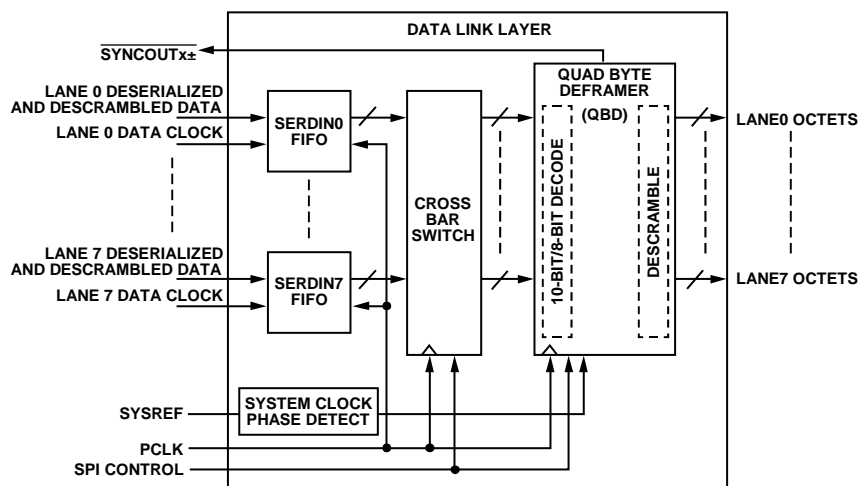 DATA LINK LAYER
SYNCOUTx±
QUAD BYTE
DEFRAMER
(QBD)
LANE 0 DESERIALIZED
AND DESCRAMBLED DATA
LANE 0 DATA CLOCK
SERDIN0
FIFO
LANE0 OCTETS
CROSS
BAR
SWITCH
10-BIT/8-BIT DECODE
DESCRAMBLE
LANE 7 DESERIALIZED
AND DESCRAMBLED DATA
LANE 7 DATA CLOCK
SERDIN7
FIFO
LANE7 OCTETS
SYSREF
SYSTEM CLOCK
PHASE DETECT
PCLK
SPI CONTROL